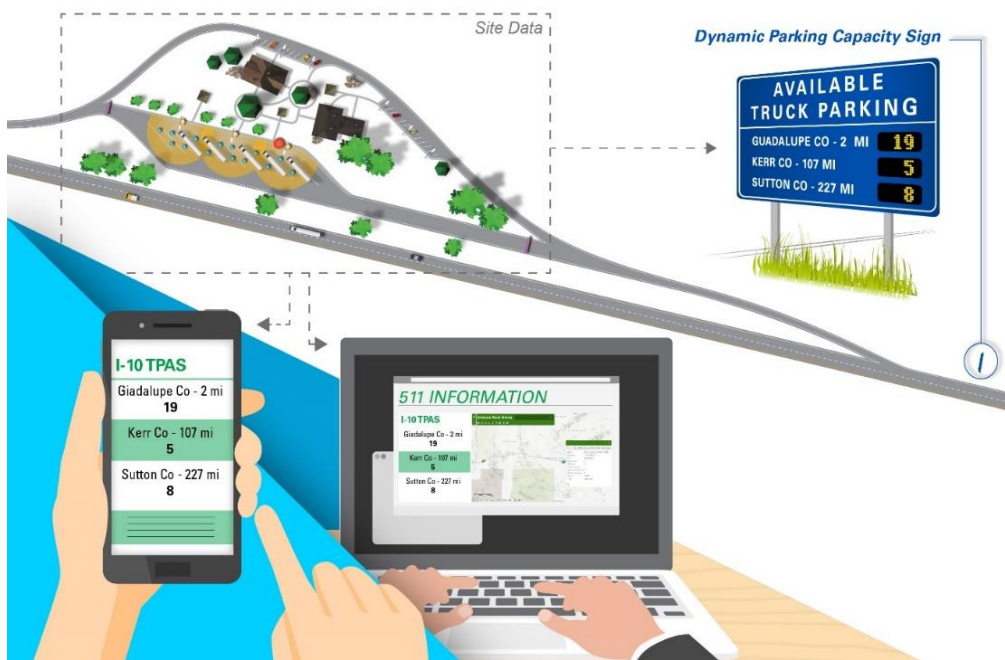 Site Data
Dynamic Parking Capacity Sign
AVAILABLE
TRUCK PARKING
GUADALUPE CO - 2 MI 19
KERR CO - 107 MI 5
SUTTON CO - 227 MI 8
I
I-10 TPAS
Giadalupe Co - 2 mi
19
Kerr Co - 107 mi
5
Sutton Co - 227 mi
8
511 INFORMATION
I-10 TPAS
Giadalupe Co - 2 mi
19
Kerr Co - 107 mi
5
Sutton Co - 227 mi
8